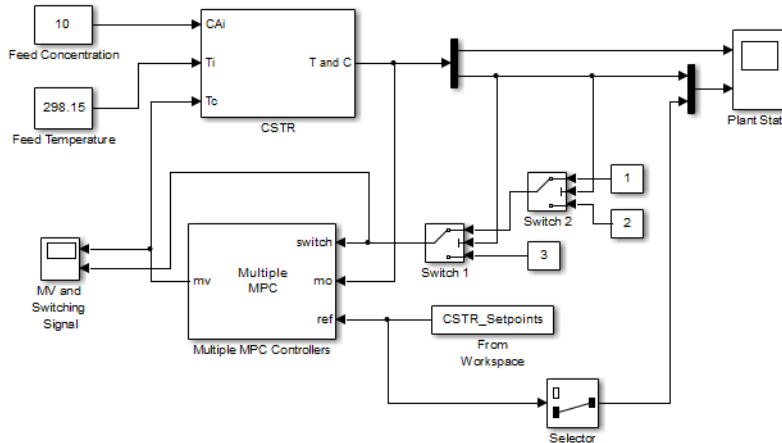 10
Feed Concentration
298.15
Feed Temperature
CAi
Ti
Tc
T and C
CSTR
Plant Stat
1
2
Switch 2
3
Switch 1
MV and
Switching
Signal
mv
Multiple
MPC
switch
mo
ref
Multiple MPC Controllers
CSTR_Setpoints
From
Workspace
Selector